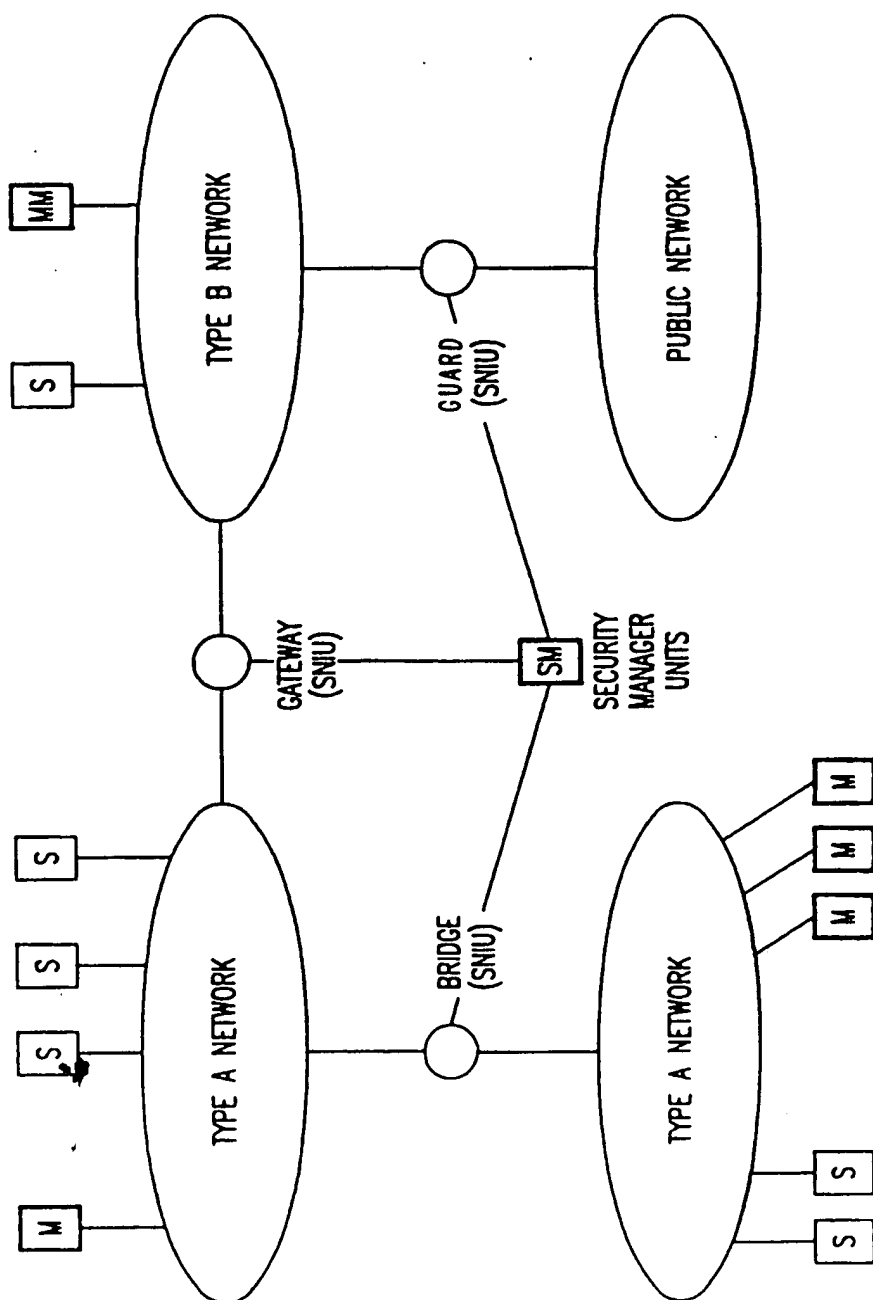 M
S
S
S
S
MM
TYPE A NETWORK
TYPE B NETWORK
GATEWAY
(SNIU)
BRIDGE
(SNIU)
GUARD
(SNIU)
SM
SECURITY
MANAGER
UNITS
TYPE A NETWORK
PUBLIC NETWORK
S
S
M
M
M